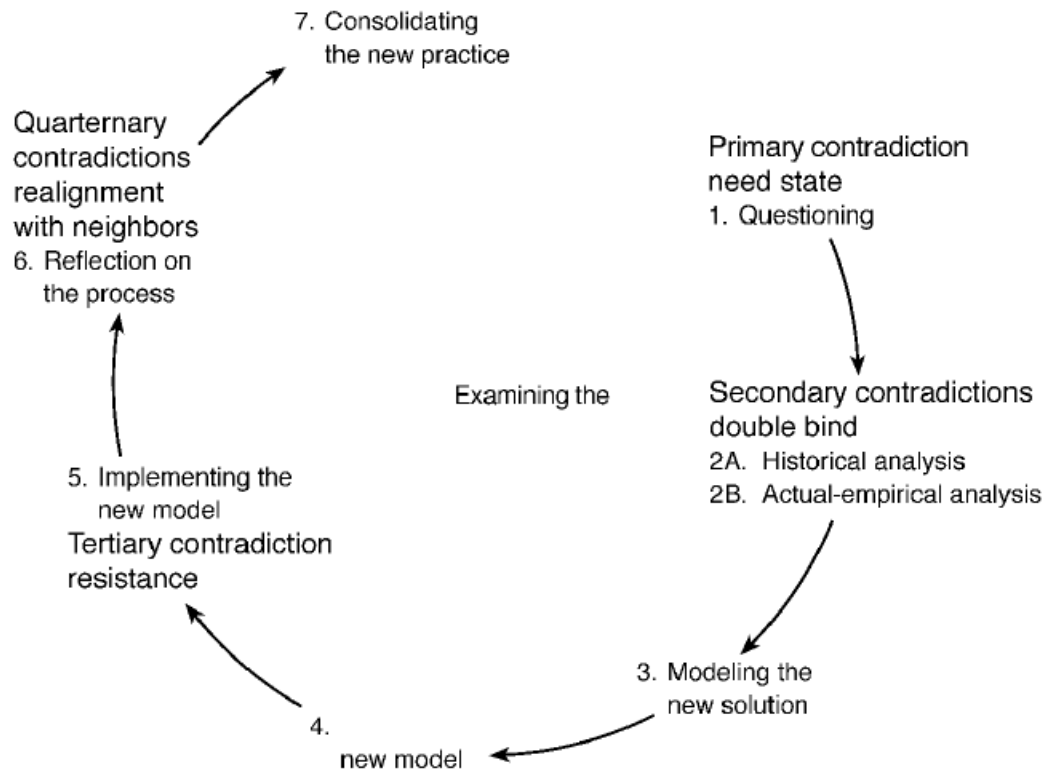 Primary contradiction
need state
1. Questioning
Secondary contradictions
double bind
2A. Historical analysis
2B. Actual-empirical analysis
3. Modeling the
new solution
4.
new model
Examining the
5. Implementing the
new model
Tertiary contradiction
resistance
Quarternary
contradictions
realignment
with neighbors
6. Reflection on
the process
7. Consolidating
the new practice